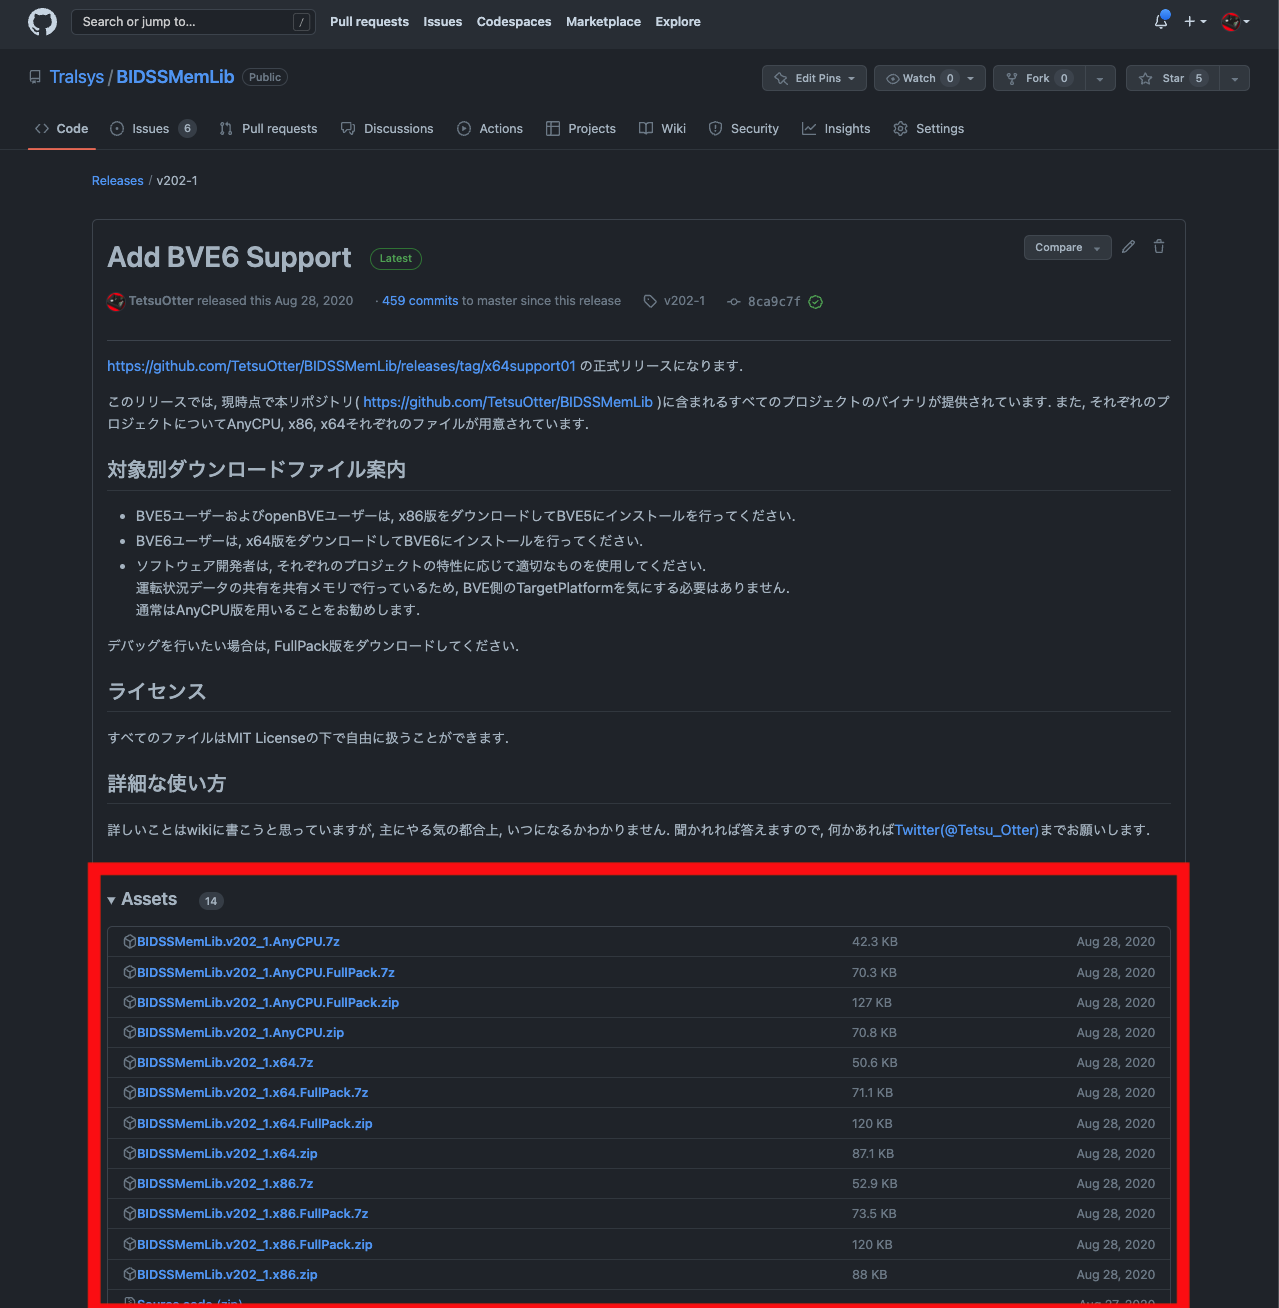 Search or jump to... /
Pull requests Issues Codespaces Marketplace Explore
Tralsys / BIDSSMemLib Public
Edit Pins Watch 0 Fork 0 Star 5
Code Issues 6 Pull requests Discussions Actions Projects Wiki Security Insights Settings
Releases / v202-1
Add BVE6 Support Latest
Compare
TetsuOtter released this Aug 28, 2020 · 459 commits to master since this release v202-1 8ca9c7f
https://github.com/TetsuOtter/BIDSSMemLib/releases/tag/x64support01 の正式リリースになります.
このリリースでは, 現時点で本リポジトリ( https://github.com/TetsuOtter/BIDSSMemLib )に含まれるすべてのプロジェクトのバイナリが提供されています. また, それぞれのプ
ロジェクトについてAnyCPU, x86, x64それぞれのファイルが用意されています.
対象別ダウンロードファイル案内
• BVE5ユーザーおよびopenBVEユーザーは, x86版をダウンロードしてBVE5にインストールを行ってください.
• BVE6ユーザーは, x64版をダウンロードしてBVE6にインストールを行ってください.
• ソフトウェア開発者は, それぞれのプロジェクトの特性に応じて適切なものを使用してください.
運転状況データの共有を共有メモリで行っているため, BVE側のTargetPlatformを気にする必要はありません.
通常はAnyCPU版を用いることをお勧めします.
デバッグを行いたい場合は, FullPack版をダウンロードしてください.
ライセンス
すべてのファイルはMIT Licenseの下で自由に扱うことができます.
詳細な使い方
詳しいことはwikiに書こうと思っていますが, 主にやる気の都合上, いつになるかわかりません. 聞かれれば答えますので, 何かあればTwitter(@Tetsu_Otter)までお願いします.
Assets 14
BIDSSMemLib.v202_1.AnyCPU.7z 42.3 KB Aug 28, 2020
BIDSSMemLib.v202_1.AnyCPU.FullPack.7z 70.3 KB Aug 28, 2020
BIDSSMemLib.v202_1.AnyCPU.FullPack.zip 127 KB Aug 28, 2020
BIDSSMemLib.v202_1.AnyCPU.zip 70.8 KB Aug 28, 2020
BIDSSMemLib.v202_1.x64.7z 50.6 KB Aug 28, 2020
BIDSSMemLib.v202_1.x64.FullPack.7z 71.1 KB Aug 28, 2020
BIDSSMemLib.v202_1.x64.FullPack.zip 120 KB Aug 28, 2020
BIDSSMemLib.v202_1.x64.zip 87.1 KB Aug 28, 2020
BIDSSMemLib.v202_1.x86.7z 52.9 KB Aug 28, 2020
BIDSSMemLib.v202_1.x86.FullPack.7z 73.5 KB Aug 28, 2020
BIDSSMemLib.v202_1.x86.FullPack.zip 120 KB Aug 28, 2020
BIDSSMemLib.v202_1.x86.zip 88 KB Aug 28, 2020
Source code (zip) Aug 27, 2020